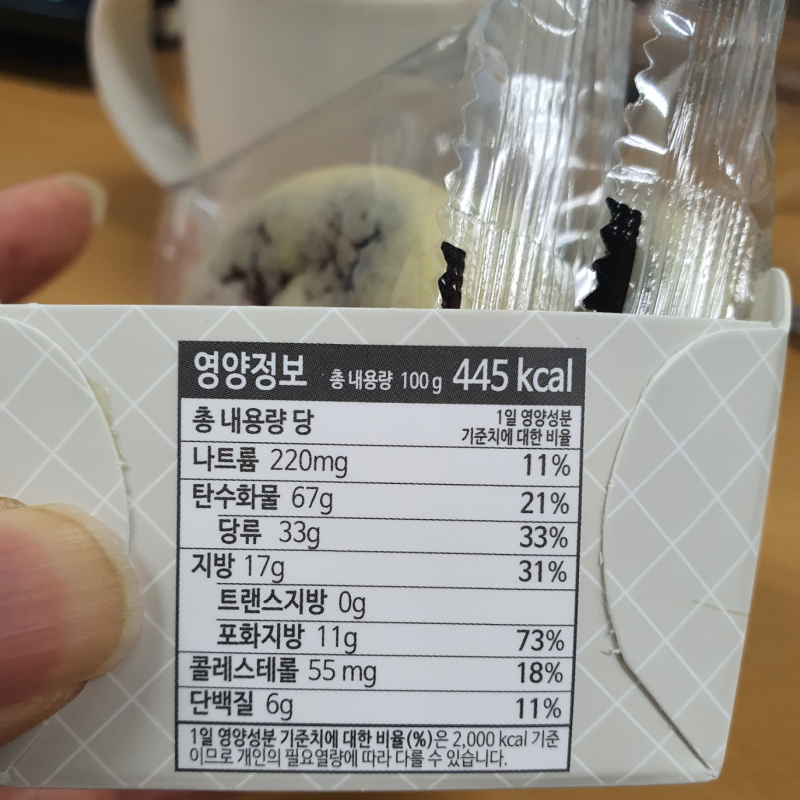 영양정보 총 내용량 100g 445 kcal
총 내용량 당 1일 영양성분
기준치에 대한 비율
나트륨 220mg 11%
탄수화물 67g 21%
당류 33g 33%
지방 17g 31%
트랜스지방 0g
포화지방 11g 73%
콜레스테롤 55 mg 18%
단백질 6g 11%
1일 영양성분 기준치에 대한 비율(%)은 2,000 kcal 기준
이므로 개인의 필요열량에 따라 다를 수 있습니다.